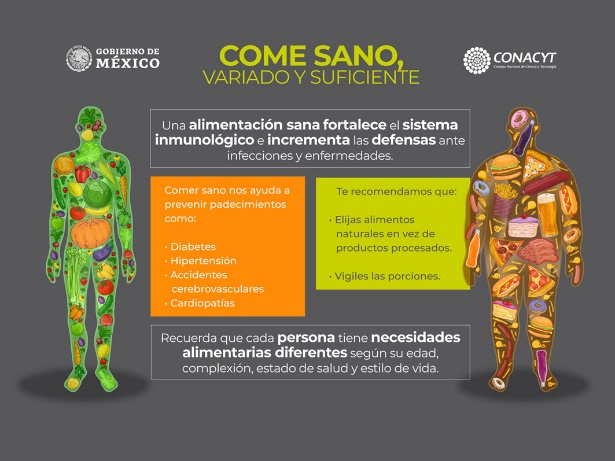 GOBIERNO DE
MÉXICO
COME SANO,
VARIADO Y SUFICIENTE
CONACYT
Consejo Nacional de Ciencia y Tecnología
Una alimentación sana fortalece el sistema
inmunológico e incrementa las defensas ante
infecciones y enfermedades.
Comer sano nos ayuda a
prevenir padecimientos
como:
• Diabetes
• Hipertensión
• Accidentes
cerebrovasculares
• Cardiopatías
Te recomendamos que:
• Elijas alimentos
naturales en vez de
productos procesados.
• Vigiles las porciones.
Recuerda que cada persona tiene necesidades
alimentarias diferentes según su edad,
complexión, estado de salud y estilo de vida.